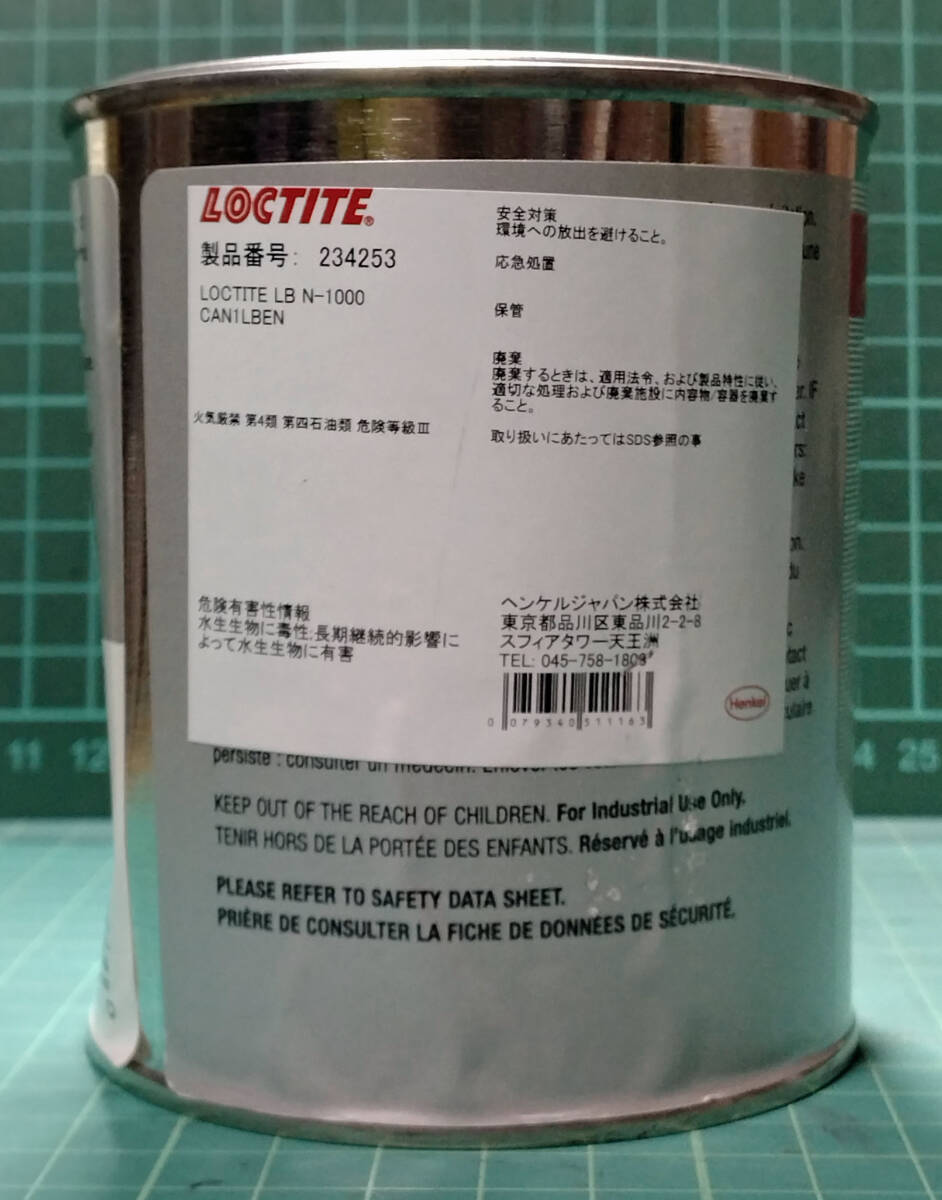 LOCTITE®
製品番号: 234253
LOCTITE LB N-1000
CAN1LBEN
火気厳禁 第4類 第四石油類 危険等級Ⅲ
危険有害性情報
水生生物に毒性;長期継続的影響に
よって水生生物に有害
安全対策
環境への放出を避けること。
応急処置
保管
廃棄
廃棄するときは、適用法令、および製品特性に従い、
適切な処理および廃棄施設に内容物/容器を廃棄す
ること。
取り扱いにあたってはSDS参照の事
ヘンケルジャパン株式会社
東京都品川区東品川2-2-8
スフィアタワー天王洲
TEL: 045-758-1809
0 079340 511163
Henkel
persiste : consulter un médecin.
KEEP OUT OF THE REACH OF CHILDREN. For Industrial Use Only.
TENIR HORS DE LA PORTÉE DES ENFANTS. Réservé à l'usage industriel.
PLEASE REFER TO SAFETY DATA SHEET.
PRIÈRE DE CONSULTER LA FICHE DE DONNÉES DE SÉCURITÉ.
11 12
25